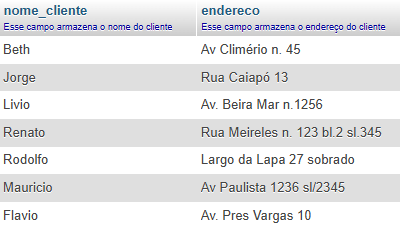 nome_cliente endereco
Esse campo armazena o nome do cliente Esse campo armazena o endereço do cliente
Beth Av Climério n. 45
Jorge Rua Caiapó 13
Livio Av. Beira Mar n.1256
Renato Rua Meireles n. 123 bl.2 sl.345
Rodolfo Largo da Lapa 27 sobrado
Mauricio Av Paulista 1236 sl/2345
Flavio Av. Pres Vargas 10